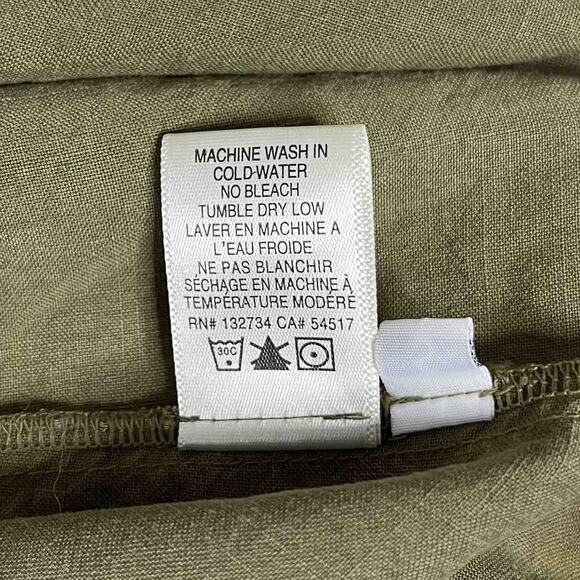 MACHINE WASH IN
COLD-WATER
NO BLEACH
TUMBLE DRY LOW
LAVER EN MACHINE A
L'EAU FROIDE
NE PAS BLANCHIR
SÉCHAGE EN MACHINE À
TEMPÉRATURE MODÉRÉ
RN# 132734 CA# 54517
30C